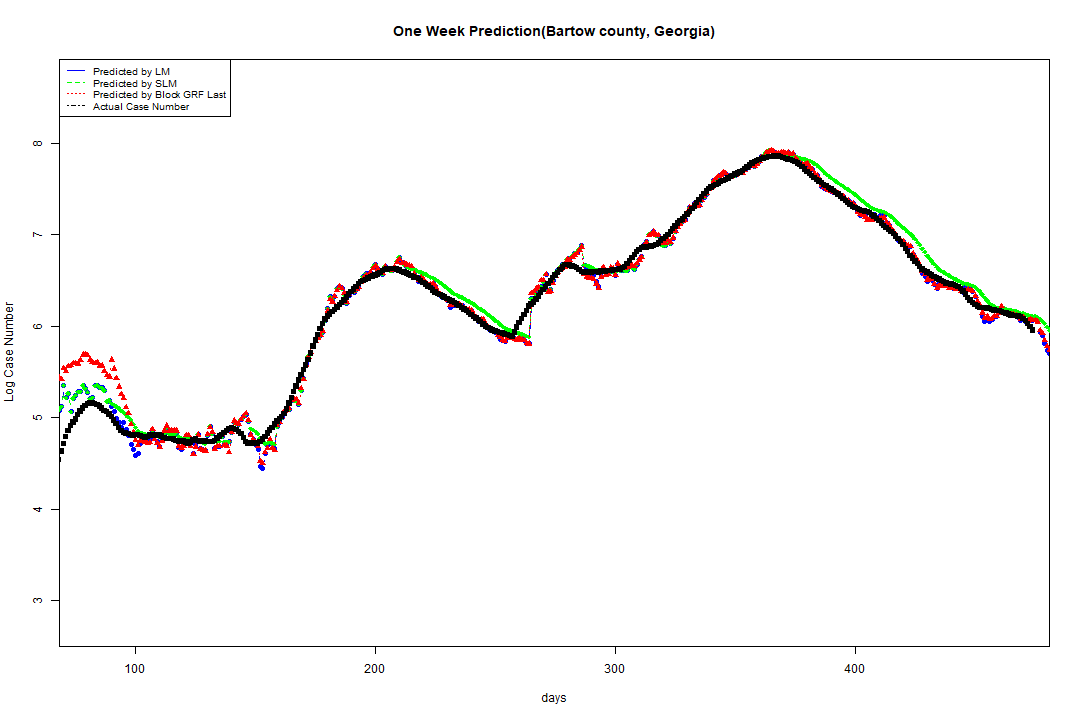 One Week Prediction(Bartow county, Georgia)
Predicted by LM
Predicted by SLM
Predicted by Block GRF Last
Actual Case Number
8
7
6
5
4
3
Log Case Number
100 200 300 400
days